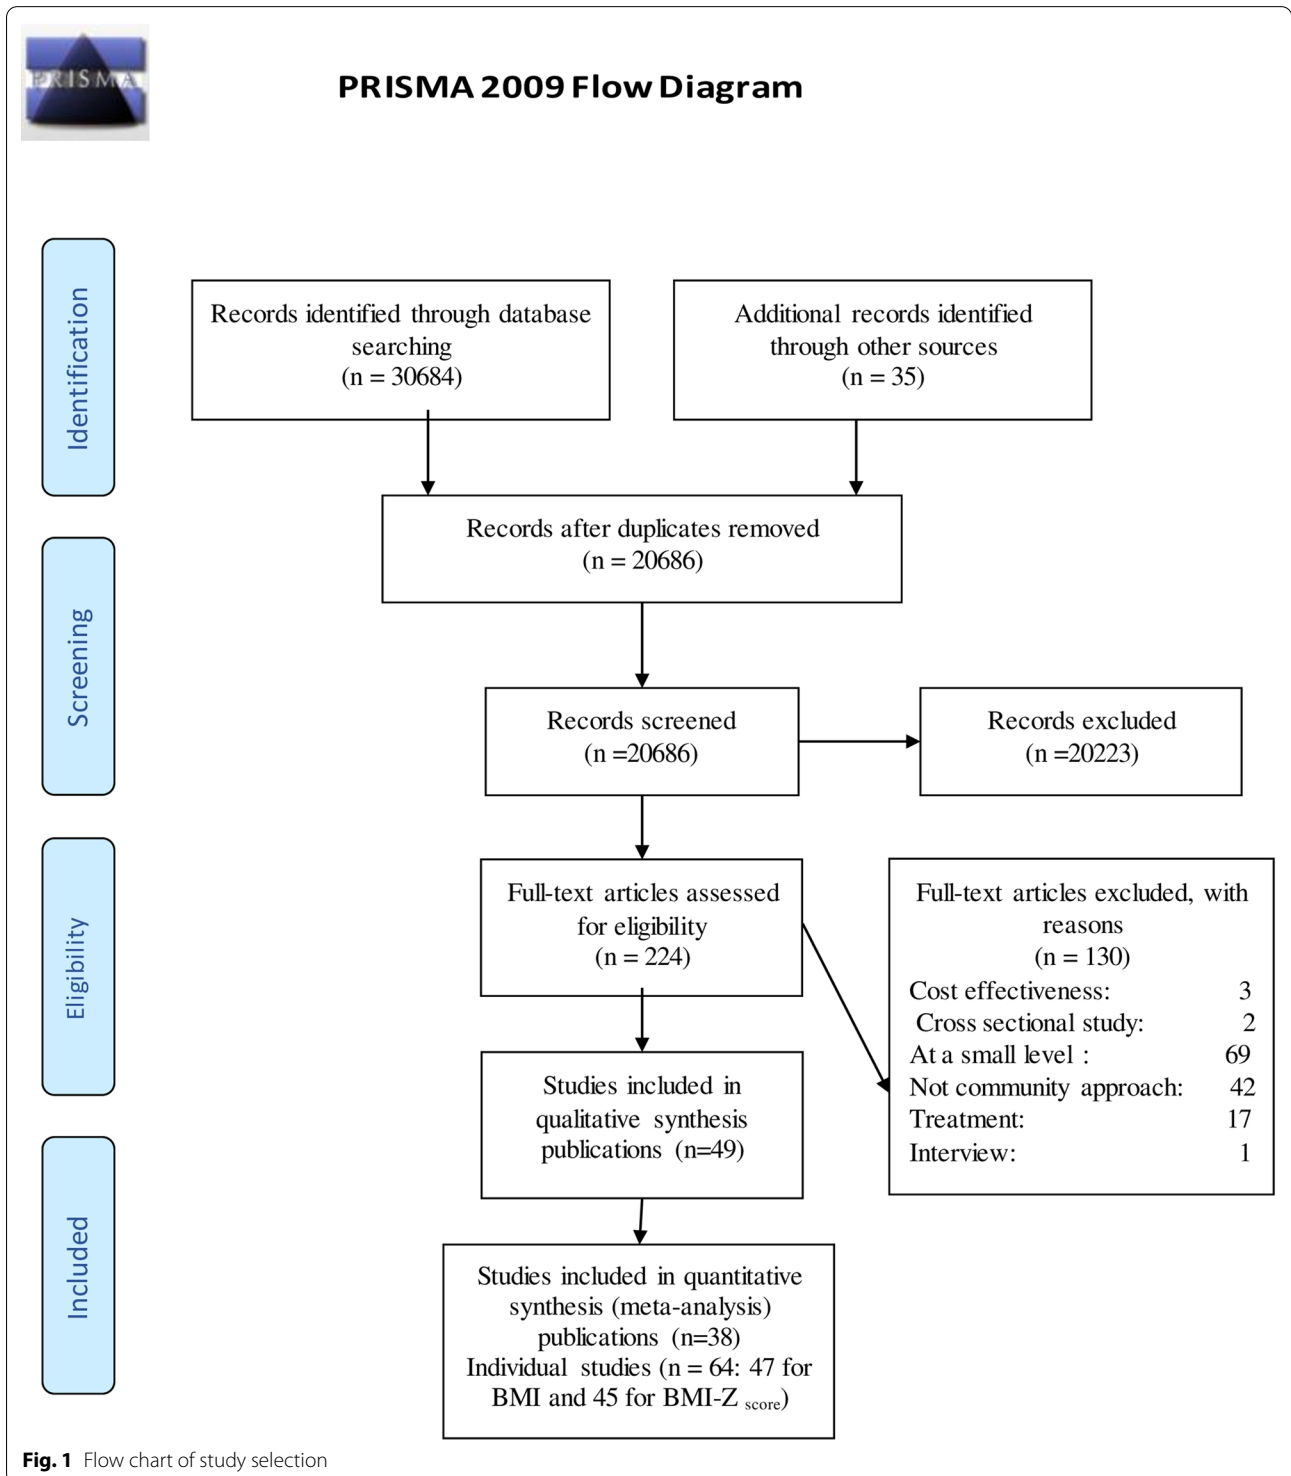 PRISMA
PRISMA 2009 Flow Diagram
Identification
Records identified through database
searching
(n = 30684)
Additional records identified
through other sources
(n = 35)
Records after duplicates removed
(n = 20686)
Screening
Records screened
(n =20686)
Records excluded
(n =20223)
Eligibility
Full-text articles assessed
for eligibility
(n = 224)
Full-text articles excluded, with
reasons
(n = 130)
Cost effectiveness: 3
Cross sectional study: 2
At a small level : 69
Not community approach: 42
Treatment: 17
Interview: 1
Studies included in
qualitative synthesis
publications (n=49)
Included
Studies included in quantitative
synthesis (meta-analysis)
publications (n=38)
Individual studies (n = 64: 47 for
BMI and 45 for BMI-Z score)
Fig. 1 Flow chart of study selection